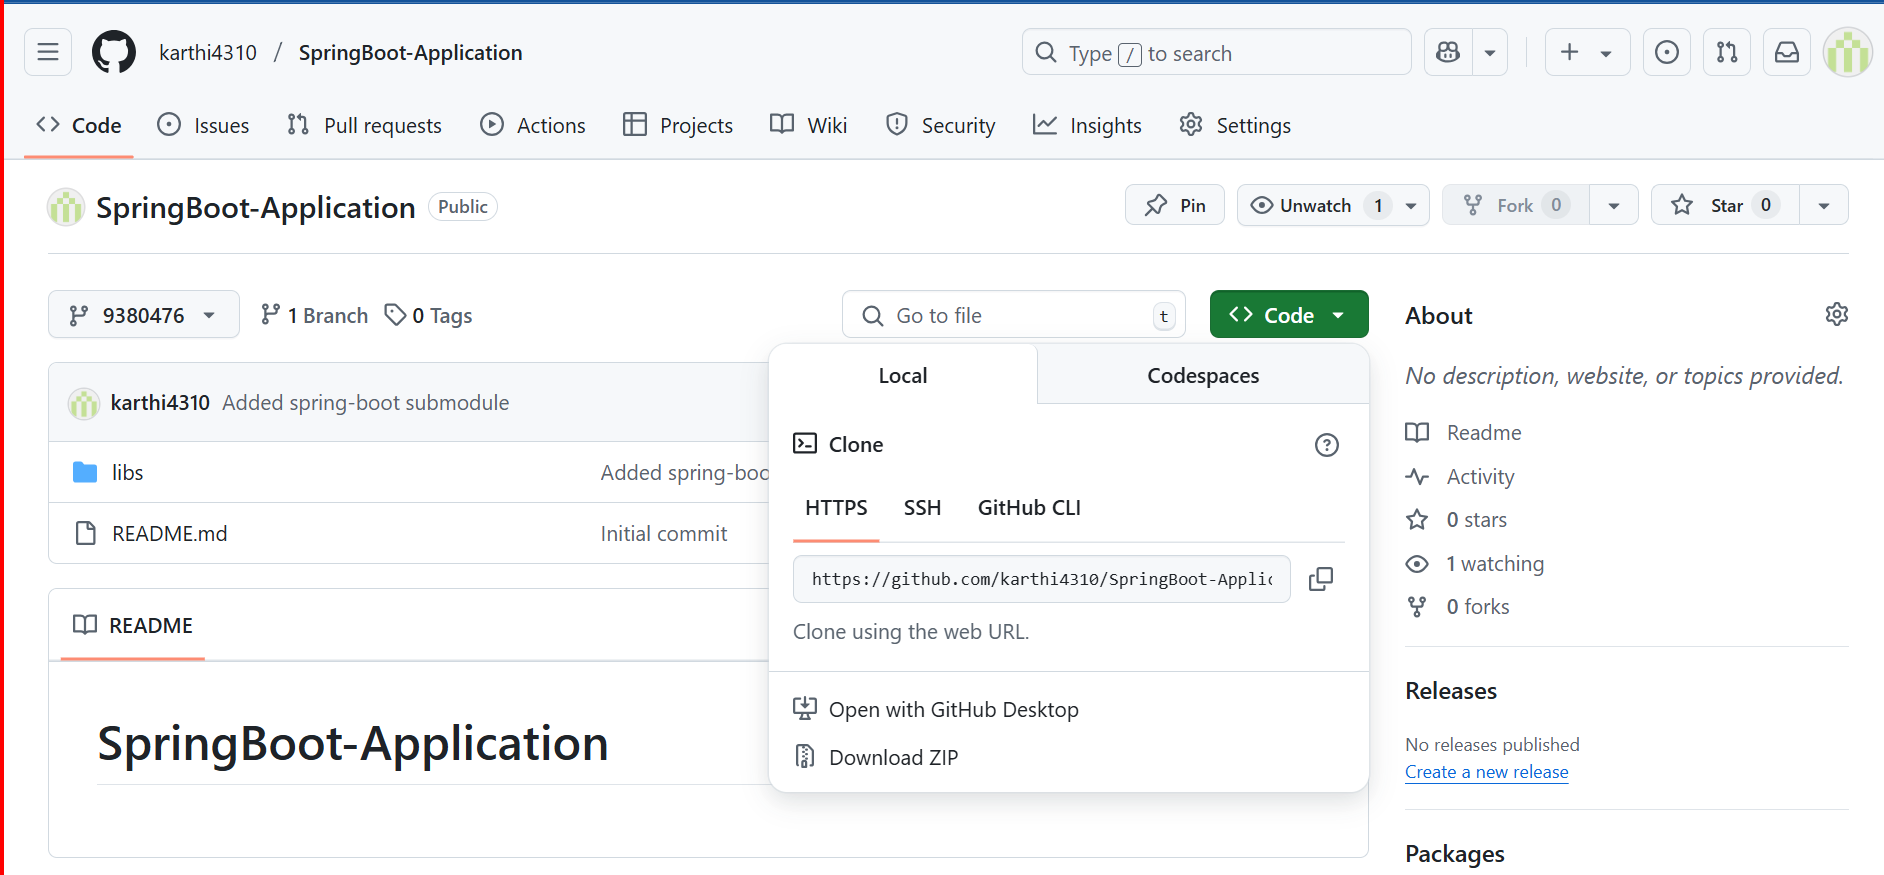 karthi4310 / SpringBoot-Application
Type / to search
Code Issues Pull requests Actions Projects Wiki Security Insights Settings
SpringBoot-Application Public
Pin Unwatch 1 Fork 0 Star 0
9380476 1 Branch 0 Tags
Go to file t
Code
karthi4310 Added spring-boot submodule
libs Added spring-boo
README.md Initial commit
README
SpringBoot-Application
Local Codespaces
Clone
HTTPS SSH GitHub CLI
https://github.com/karthi4310/SpringBoot-Applic
Clone using the web URL.
Open with GitHub Desktop
Download ZIP
About
No description, website, or topics provided.
Readme
Activity
0 stars
1 watching
0 forks
Releases
No releases published
Create a new release
Packages